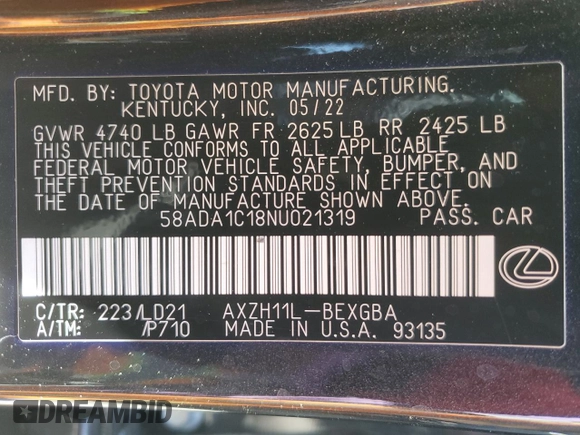 MFD. BY: TOYOTA MOTOR MANUFACTURING.
KENTUCKY, INC. 05/22
GVWR 4740 LB GAWR FR 2625 LB RR 2425 LB
THIS VEHICLE CONFORMS TO ALL APPLICABLE
FEDERAL MOTOR VEHICLE SAFETY, BUMPER, AND
THEFT PREVENTION STANDARDS IN EFFECT ON
THE DATE OF MANUFACTURE SHOWN ABOVE.
58ADA1C18NU021319 PASS. CAR
C/TR: 223/LD21 AXZH11L-BEXGBA
A/TM: /P710 MADE IN U.S.A. 93135
DREAMBID